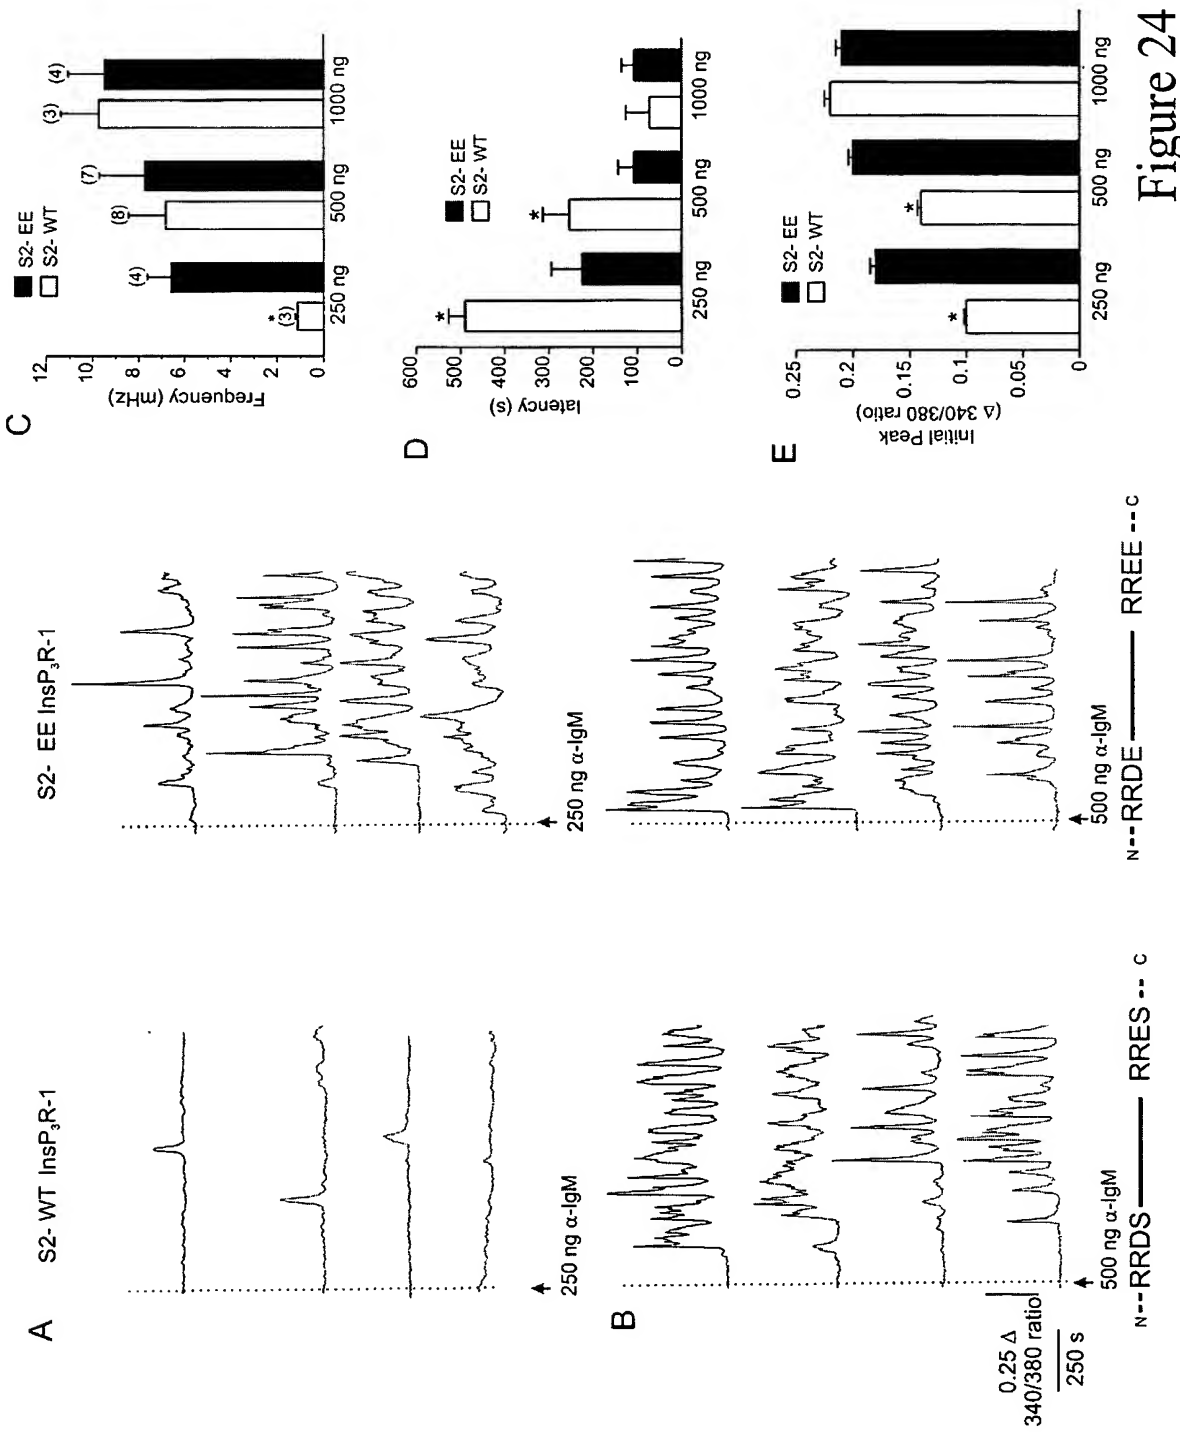 A
S2- WT InsP₃R-1
S2- EE InsP₃R-1
250 ng α-IgM
250 ng α-IgM
B
0.25 Δ
340/380 ratio
250 s
500 ng α-IgM
500 ng α-IgM
N--RRDS——RRES -- C
N--RRDE——RREE -- C
C
S2- EE
S2- WT
Frequency (mHz)
12
10
8
6
4
2
0
*
(3)
(4)
(8)
(7)
(3)
(4)
250 ng
500 ng
1000 ng
D
S2- EE
S2- WT
latency (s)
600
500
400
300
200
100
0
*
*
250 ng
500 ng
1000 ng
E
S2- EE
S2- WT
Initial Peak
(Δ 340/380 ratio)
0.25
0.2
0.15
0.1
0.05
0
*
*
250 ng
500 ng
1000 ng
Figure 24